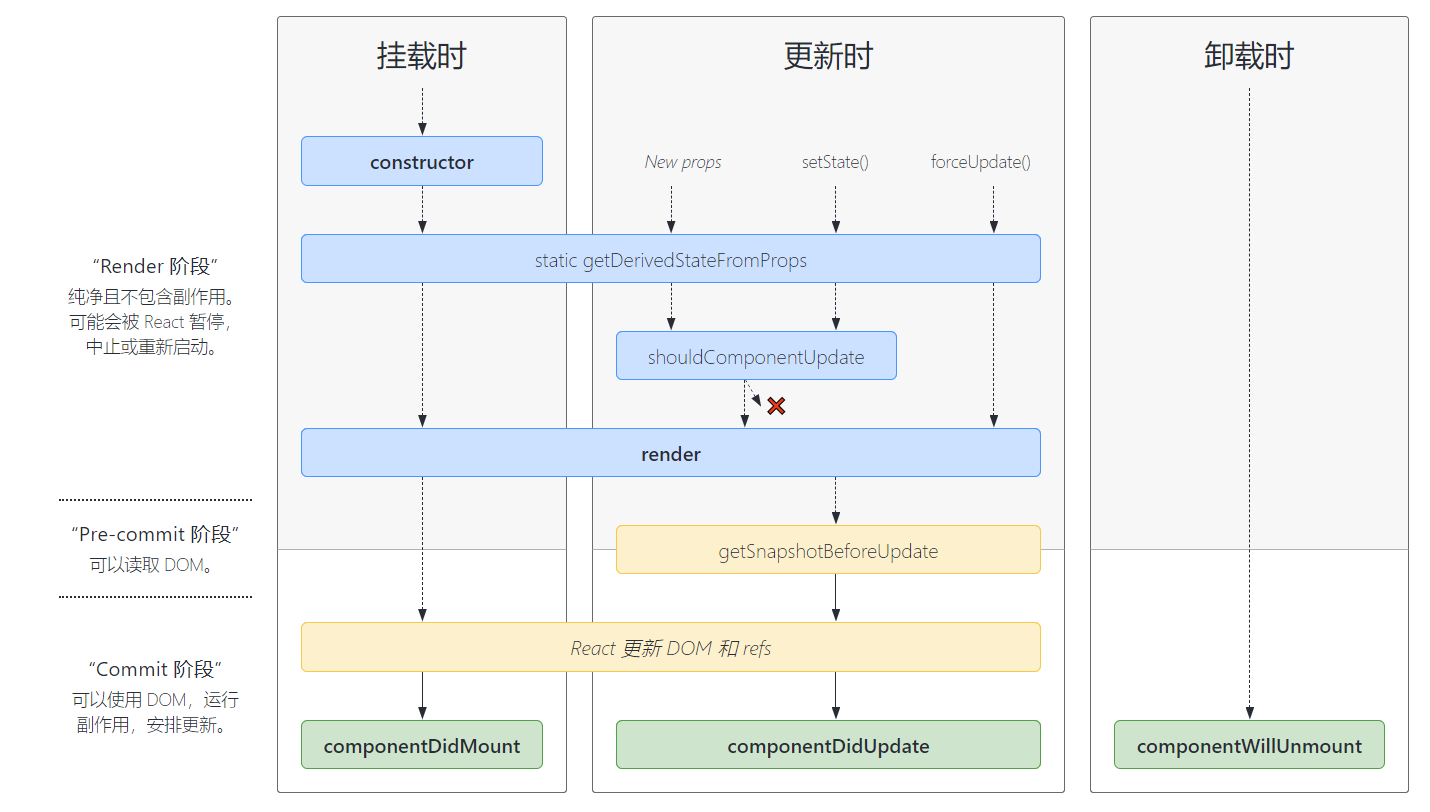 挂载时
更新时
卸载时
constructor
New props
setState()
forceUpdate()
static getDerivedStateFromProps
“Render 阶段”
纯净且不包含副作用。
可能会被 React 暂停，
中止或重新启动。
shouldComponentUpdate
render
“Pre-commit 阶段”
可以读取 DOM。
getSnapshotBeforeUpdate
React 更新 DOM 和 refs
“Commit 阶段”
可以使用 DOM，运行
副作用，安排更新。
componentDidMount
componentDidUpdate
componentWillUnmount